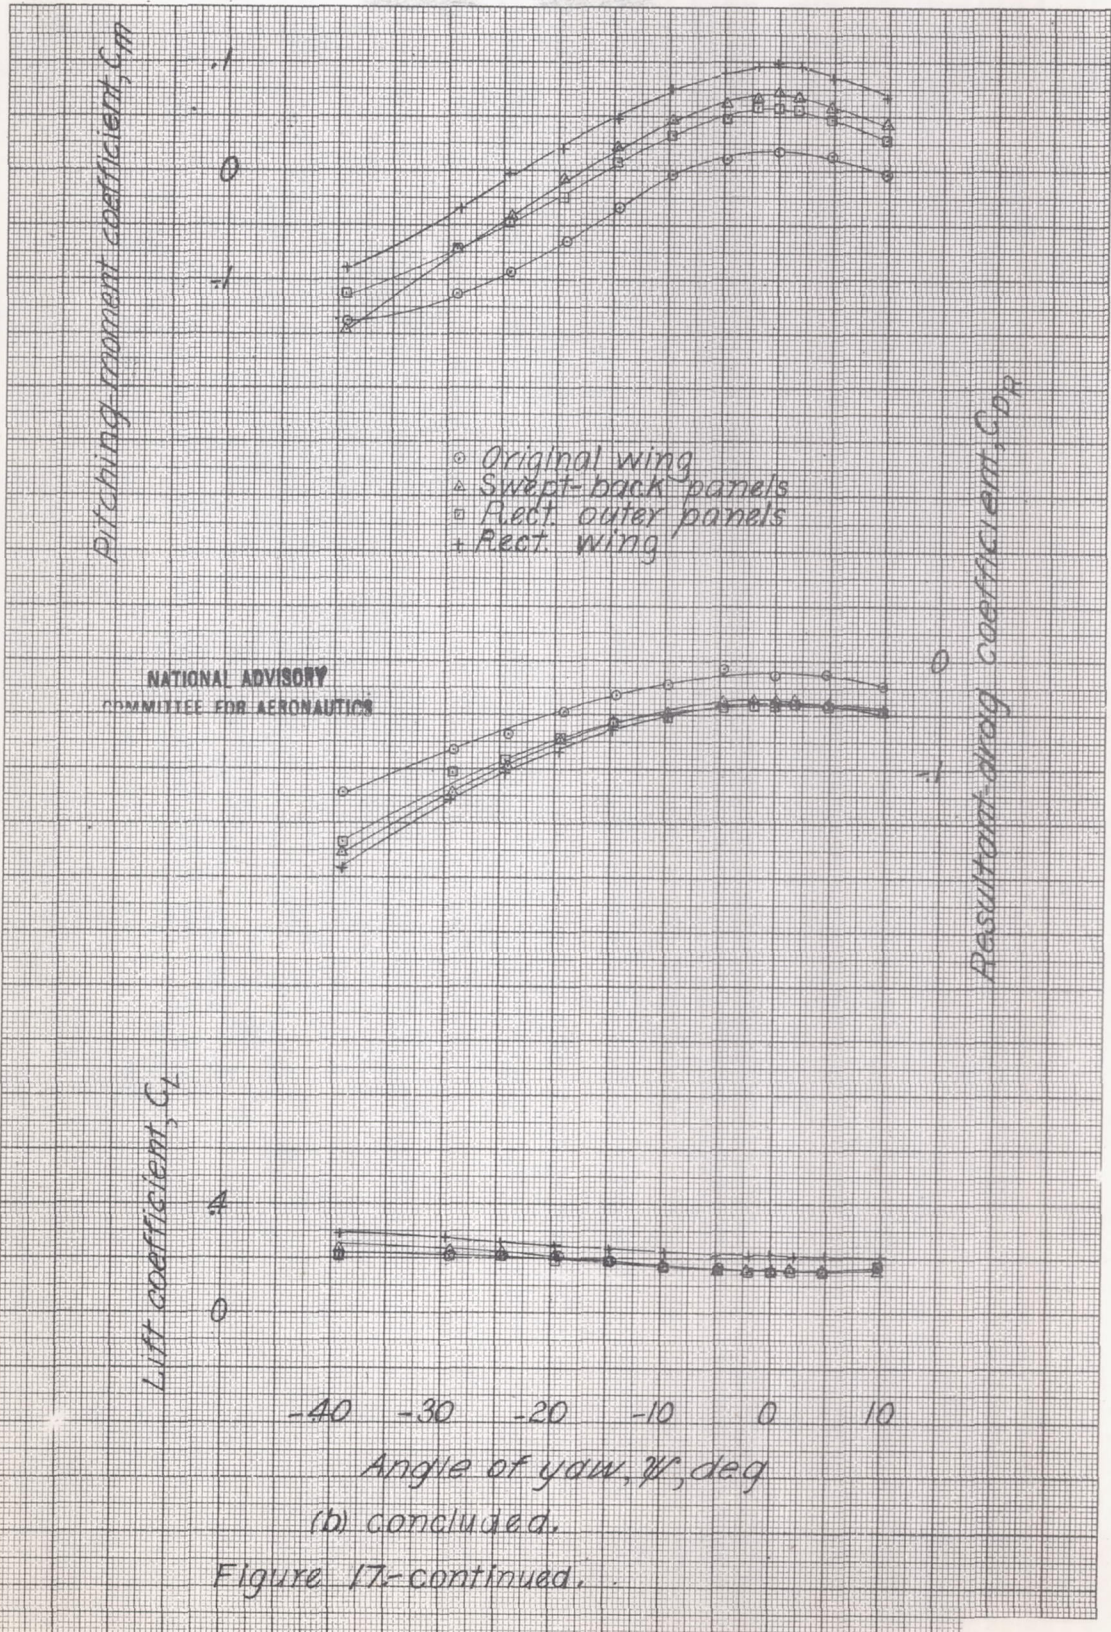 Pitching-moment coefficient, Cm
.1
0
-.1
Original wing
Swept-back panels
Rect. outer panels
+ Rect. wing
Resultant-drag coefficient, CDR
0
-.1
NATIONAL ADVISORY
COMMITTEE FOR AERONAUTICS
Lift coefficient, CL
.4
0
-40 -30 -20 -10 0 10
Angle of yaw, ψ, deg
(b) concluded.
Figure 17.-continued.